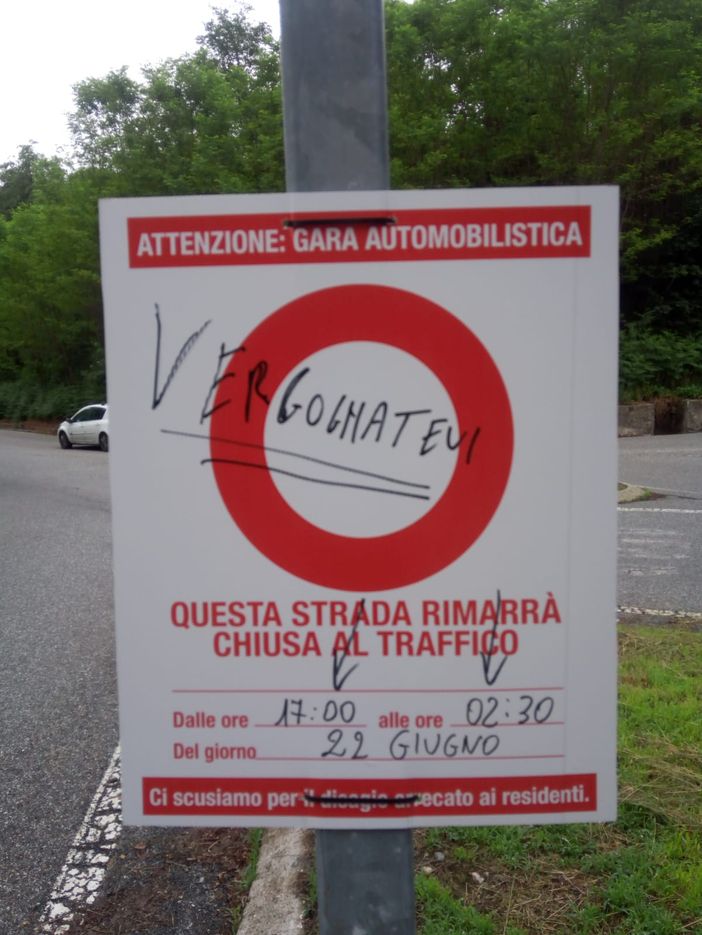 ATTENZIONE: GARA AUTOMOBILISTICA
VERGOGNATEVI
QUESTA STRADA RIMARRÀ
CHIUSA AL TRAFFICO
Dalle ore 17:00 alle ore 02:30
Del giorno 22 GIUGNO
Ci scusiamo per il disagio arrecato ai residenti.